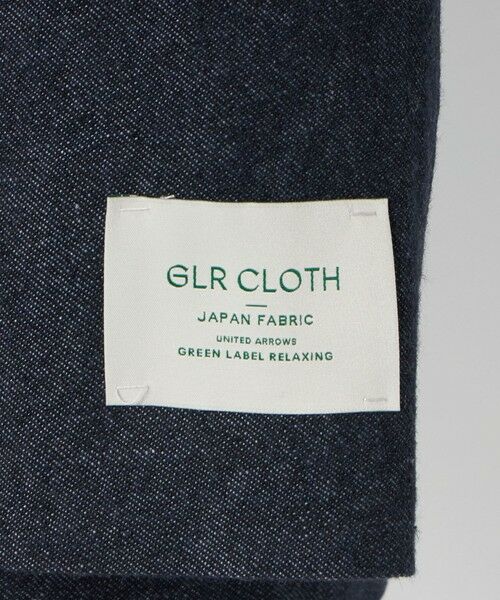 GLR CLOTH
JAPAN FABRIC
UNITED ARROWS
GREEN LABEL RELAXING